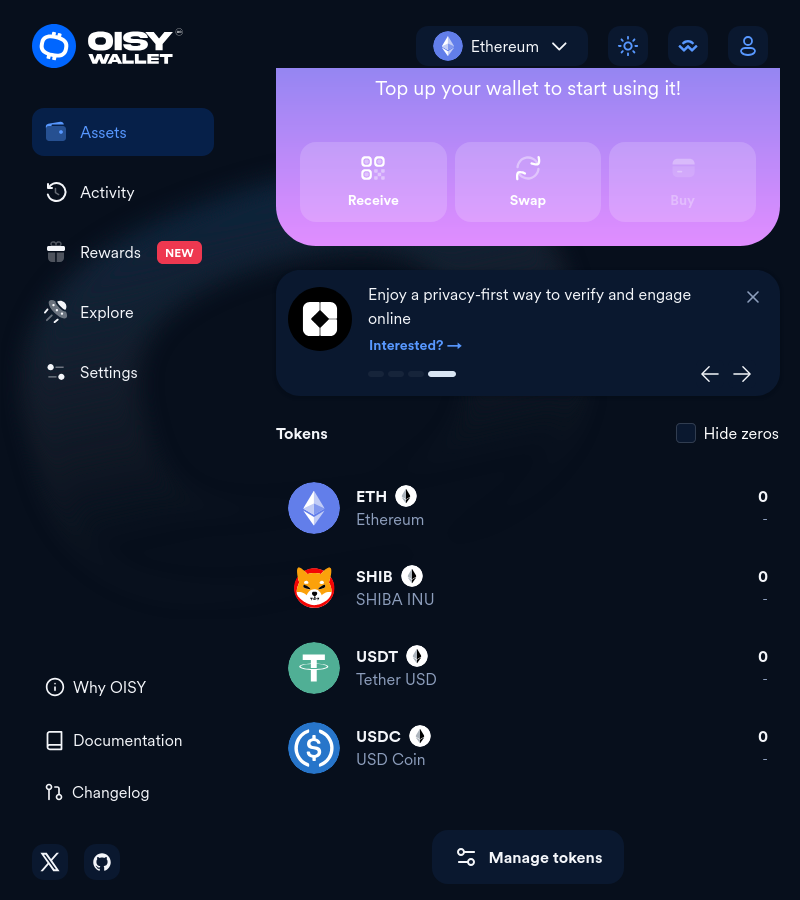 OISY
WALLET
Ethereum
Top up your wallet to start using it!
Receive
Swap
Buy
Assets
Activity
Rewards NEW
Explore
Settings
Enjoy a privacy-first way to verify and engage
online
Interested? →
Tokens
Hide zeros
ETH
0
Ethereum
-
SHIB
0
SHIBA INU
-
USDT
0
Tether USD
-
USDC
0
USD Coin
-
Why OISY
Documentation
Changelog
Manage tokens